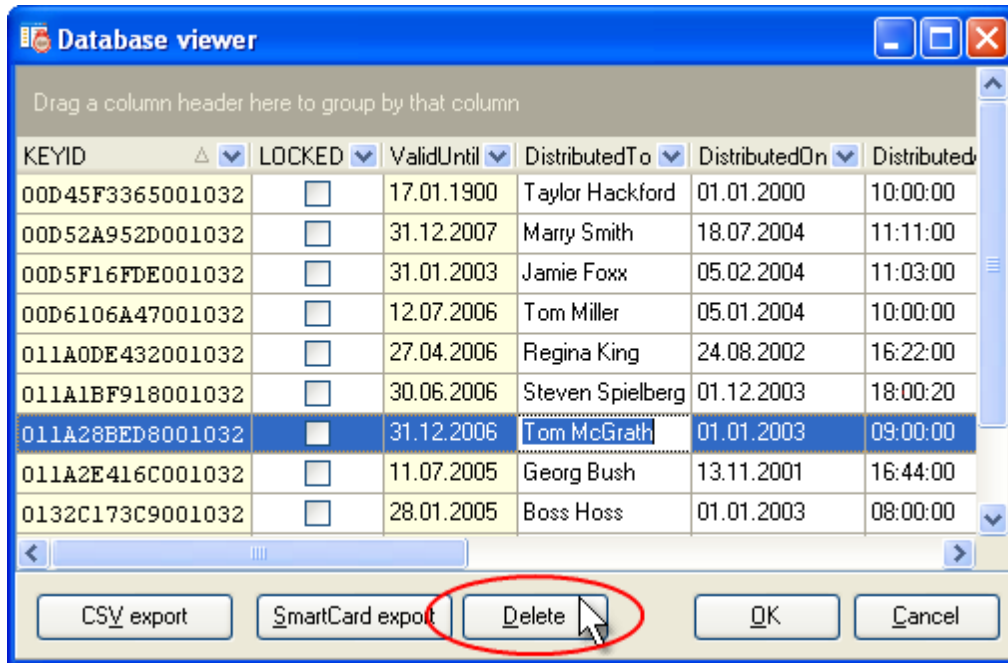 Database viewer
Drag a column header here to group by that column
KEYID LOCKED ValidUntil DistributedTo DistributedOn Distributed
00D45F3365001032 17.01.1900 Taylor Hackford 01.01.2000 10:00:00
00D52A952D001032 31.12.2007 Marry Smith 18.07.2004 11:11:00
00D5F16FDE001032 31.01.2003 Jamie Foxx 05.02.2004 11:03:00
00D6106A47001032 12.07.2006 Tom Miller 05.01.2004 10:00:00
011A0DE432001032 27.04.2006 Regina King 24.08.2002 16:22:00
011A1BF918001032 30.06.2006 Steven Spielberg 01.12.2003 18:00:20
011A28BED8001032 31.12.2006 Tom McGrath 01.01.2003 09:00:00
011A2E416C001032 11.07.2005 Georg Bush 13.11.2001 16:44:00
0132C173C9001032 28.01.2005 Boss Hoss 01.01.2003 08:00:00
CSV export SmartCard export Delete OK Cancel